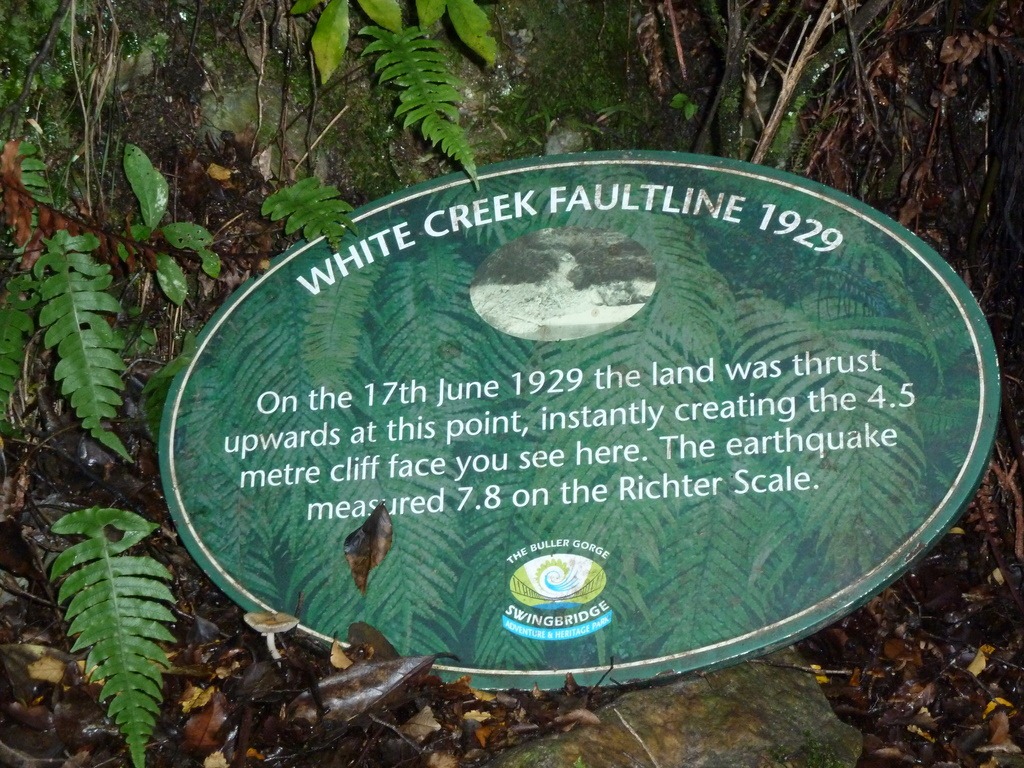 WHITE CREEK FAULTLINE 1929
On the 17th June 1929 the land was thrust
upwards at this point, instantly creating the 4.5
metre cliff face you see here. The earthquake
measured 7.8 on the Richter Scale.
THE BULLER GORGE
SWINGBRIDGE
ADVENTURE & HERITAGE PARK